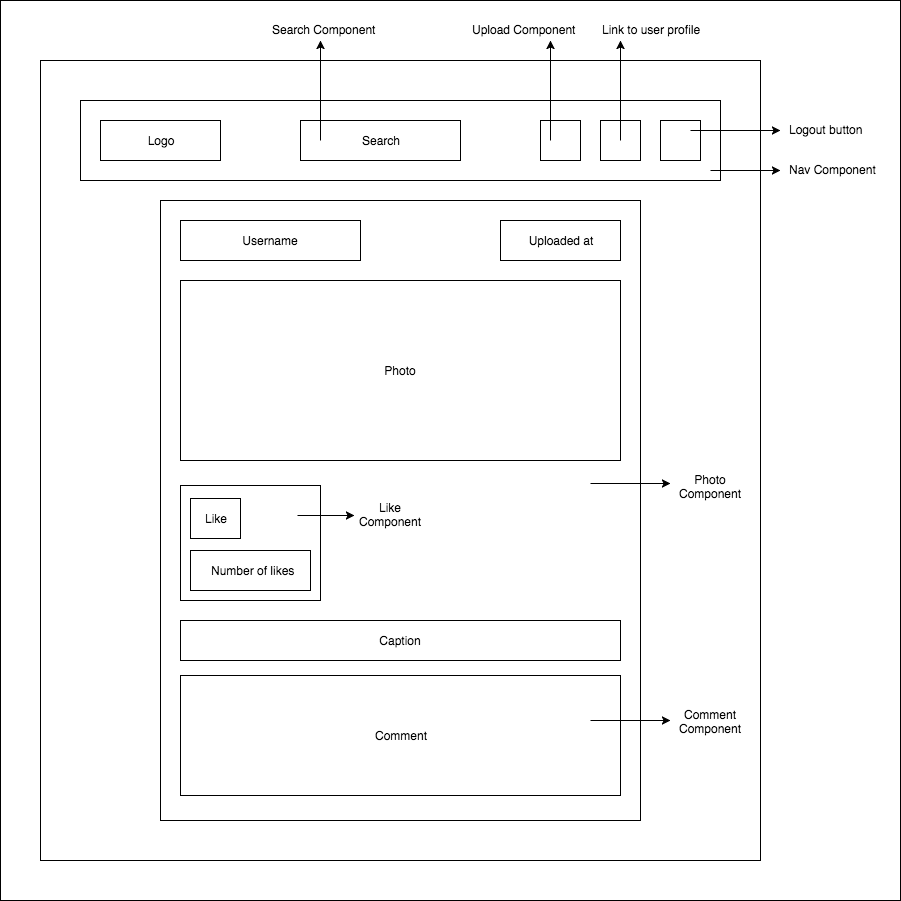 Search Component
Upload Component
Link to user profile
Logo
Search
Logout button
Nav Component
Username
Uploaded at
Photo
Photo
Component
Like
Like
Component
Number of likes
Caption
Comment
Comment
Component